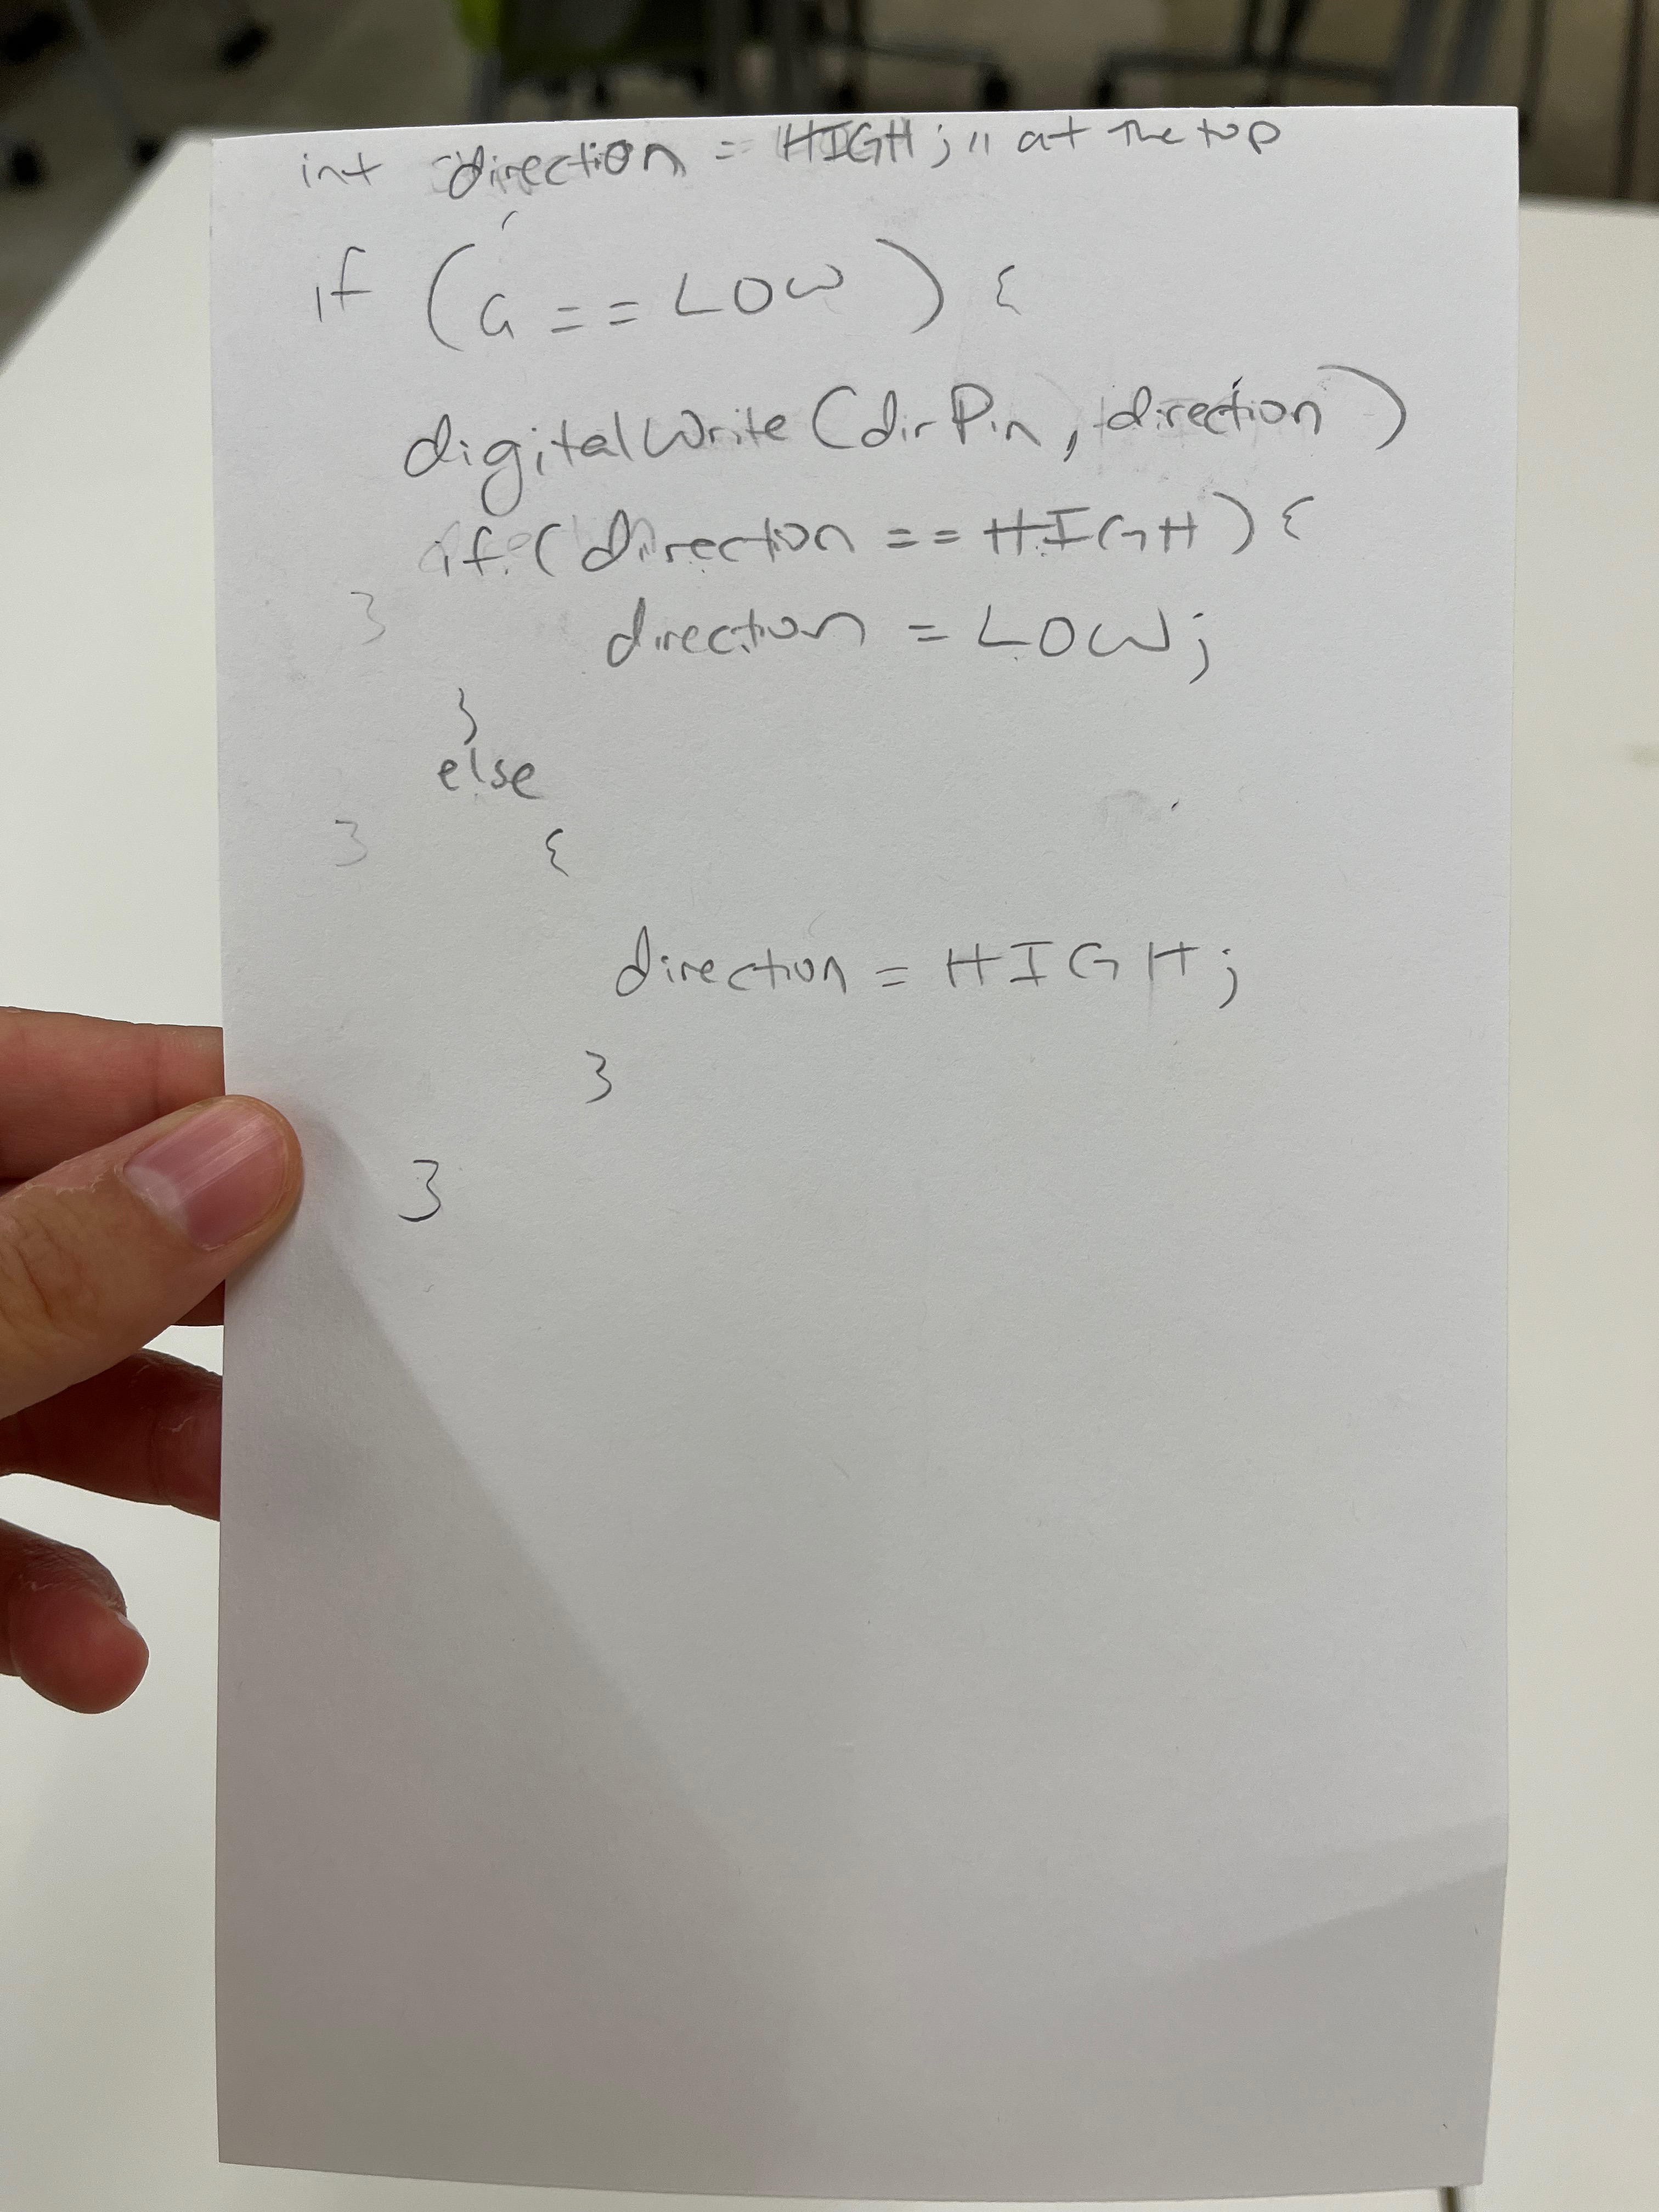 int direction = HIGH; // at the top
if (G == LOW) {
digitalWrite(dirPin, direction)
if (direction == HIGH) {
}
direction = LOW;
}
else
}
{
direction = HIGH;
}
}